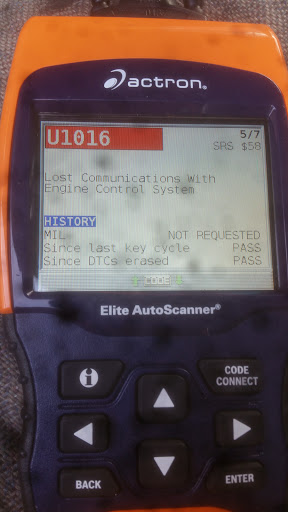 actron®
U1016
5/7
SRS $58
Lost Communications With
Engine Control System
HISTORY
MIL NOT REQUESTED
Since last key cycle PASS
Since DTCs erased PASS
CODE
Elite AutoScanner®
i
CODE
CONNECT
BACK
ENTER